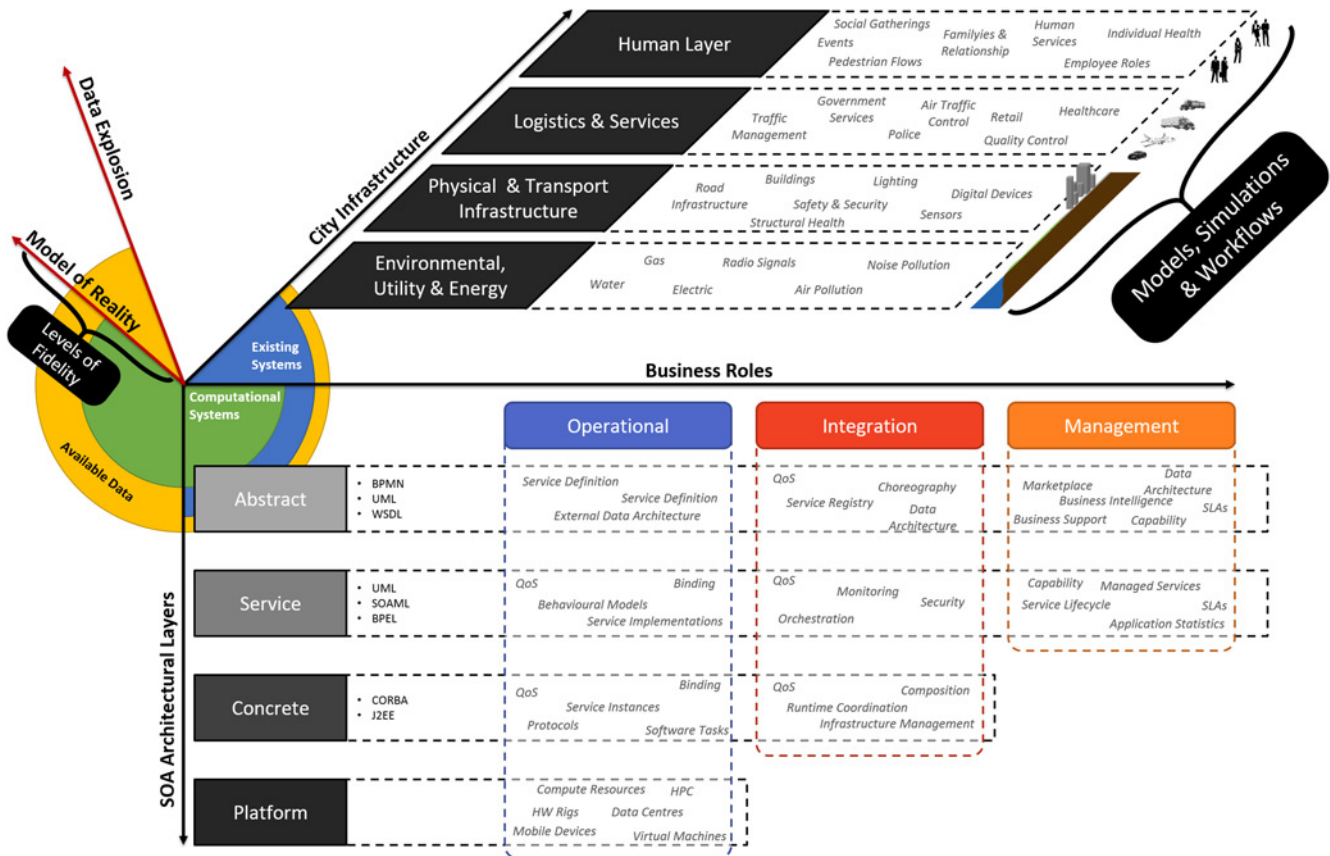 Human Layer
Social Gatherings
Human
Services
Individual Health
Events
Familyies &
Relationship
Pedestrian Flows
Employee Roles
Logistics & Services
Government
Services
Air Traffic
Control
Healthcare
Traffic
Management
Retail
Police
Quality Control
Physical & Transport
Infrastructure
Buildings
Lighting
Road
Infrastructure
Digital Devices
Safety & Security
Sensors
Structural Health
Environmental,
Utility & Energy
Gas
Radio Signals
Noise Pollution
Water
Electric
Air Pollution
Models, Simulations
& Workflows
City Infrastructure
Data Explosion
Model of Reality
Levels of
Fidelity
Existing
Systems
Computational
Systems
Available Data
Business Roles
SOA Architectural Layers
Operational
Integration
Management
Abstract
• BPMN
• UML
• WSDL
Service Definition
Service Definition
External Data Architecture
QoS
Choreography
Service Registry
Data
Architecture
Marketplace
Data
Architecture
Business Intelligence
SLAs
Business Support
Capability
Service
• UML
• SOAML
• BPEL
QoS
Binding
Behavioural Models
Service Implementations
QoS
Monitoring
Security
Orchestration
Capability
Managed Services
Service Lifecycle
SLAs
Application Statistics
Concrete
• CORBA
• J2EE
QoS
Binding
Service Instances
Protocols
Software Tasks
QoS
Composition
Runtime Coordination
Infrastructure Management
Platform
Compute Resources
HPC
HW Rigs
Data Centres
Mobile Devices
Virtual Machines